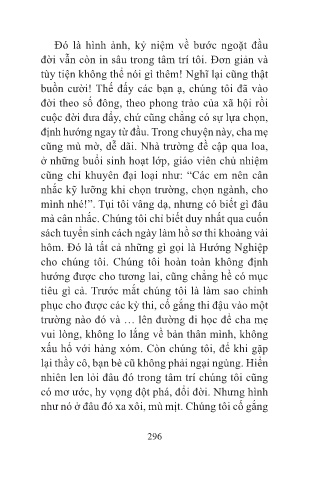 Đó là hình ảnh, kỷ niệm về bước ngoặt đầu
đời vẫn còn in sâu trong tâm trí tôi. Đơn giản và
tùy tiện không thể nói gì thêm! Nghĩ lại cũng thật
buồn cười! Thế đấy các bạn ạ, chúng tôi đã vào
đời theo số đông, theo phong trào của xã hội rồi
cuộc đời đưa đẩy, chứ cũng chẳng có sự lựa chọn,
định hướng ngay từ đầu. Trong chuyện này, cha mẹ
cũng mù mờ, dễ dãi. Nhà trường đề cập qua loa,
ở những buổi sinh hoạt lớp, giáo viên chủ nhiệm
cũng chỉ khuyên đại loại như: “Các em nên cân
nhắc kỹ lưỡng khi chọn trường, chọn ngành, cho
mình nhé!”. Tụi tôi vâng dạ, nhưng có biết gì đâu
mà cân nhắc. Chúng tôi chỉ biết duy nhất qua cuốn
sách tuyển sinh cách ngày làm hồ sơ thi khoảng vài
hôm. Đó là tất cả những gì gọi là Hướng Nghiệp
cho chúng tôi. Chúng tôi hoàn toàn không định
hướng được cho tương lai, cũng chẳng hề có mục
tiêu gì cả. Trước mắt chúng tôi là làm sao chinh
phục cho được các kỳ thi, cố gắng thi đậu vào một
trường nào đó và … lên đường đi học để cha mẹ
vui lòng, không lo lắng về bản thân mình, không
xấu hổ với hàng xóm. Còn chúng tôi, để khi gặp
lại thầy cô, bạn bè cũ không phải ngại ngùng. Hiển
nhiên len lỏi đâu đó trong tâm trí chúng tôi cũng
có mơ ước, hy vọng đột phá, đổi đời. Nhưng hình
như nó ở đâu đó xa xôi, mù mịt. Chúng tôi cố gắng
296